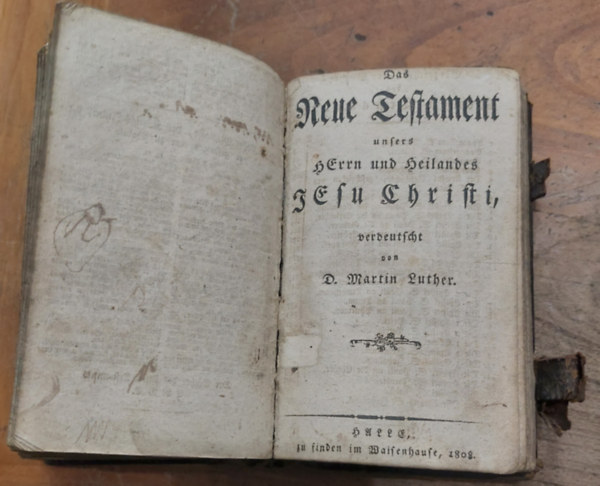 Das
Neue Testament
unsers
HErrn und Heilandes
JEsu Christi,
verdeutscht
von
D. Martin Luther.
HALLE,
zu finden im Waisenhause, 1808.